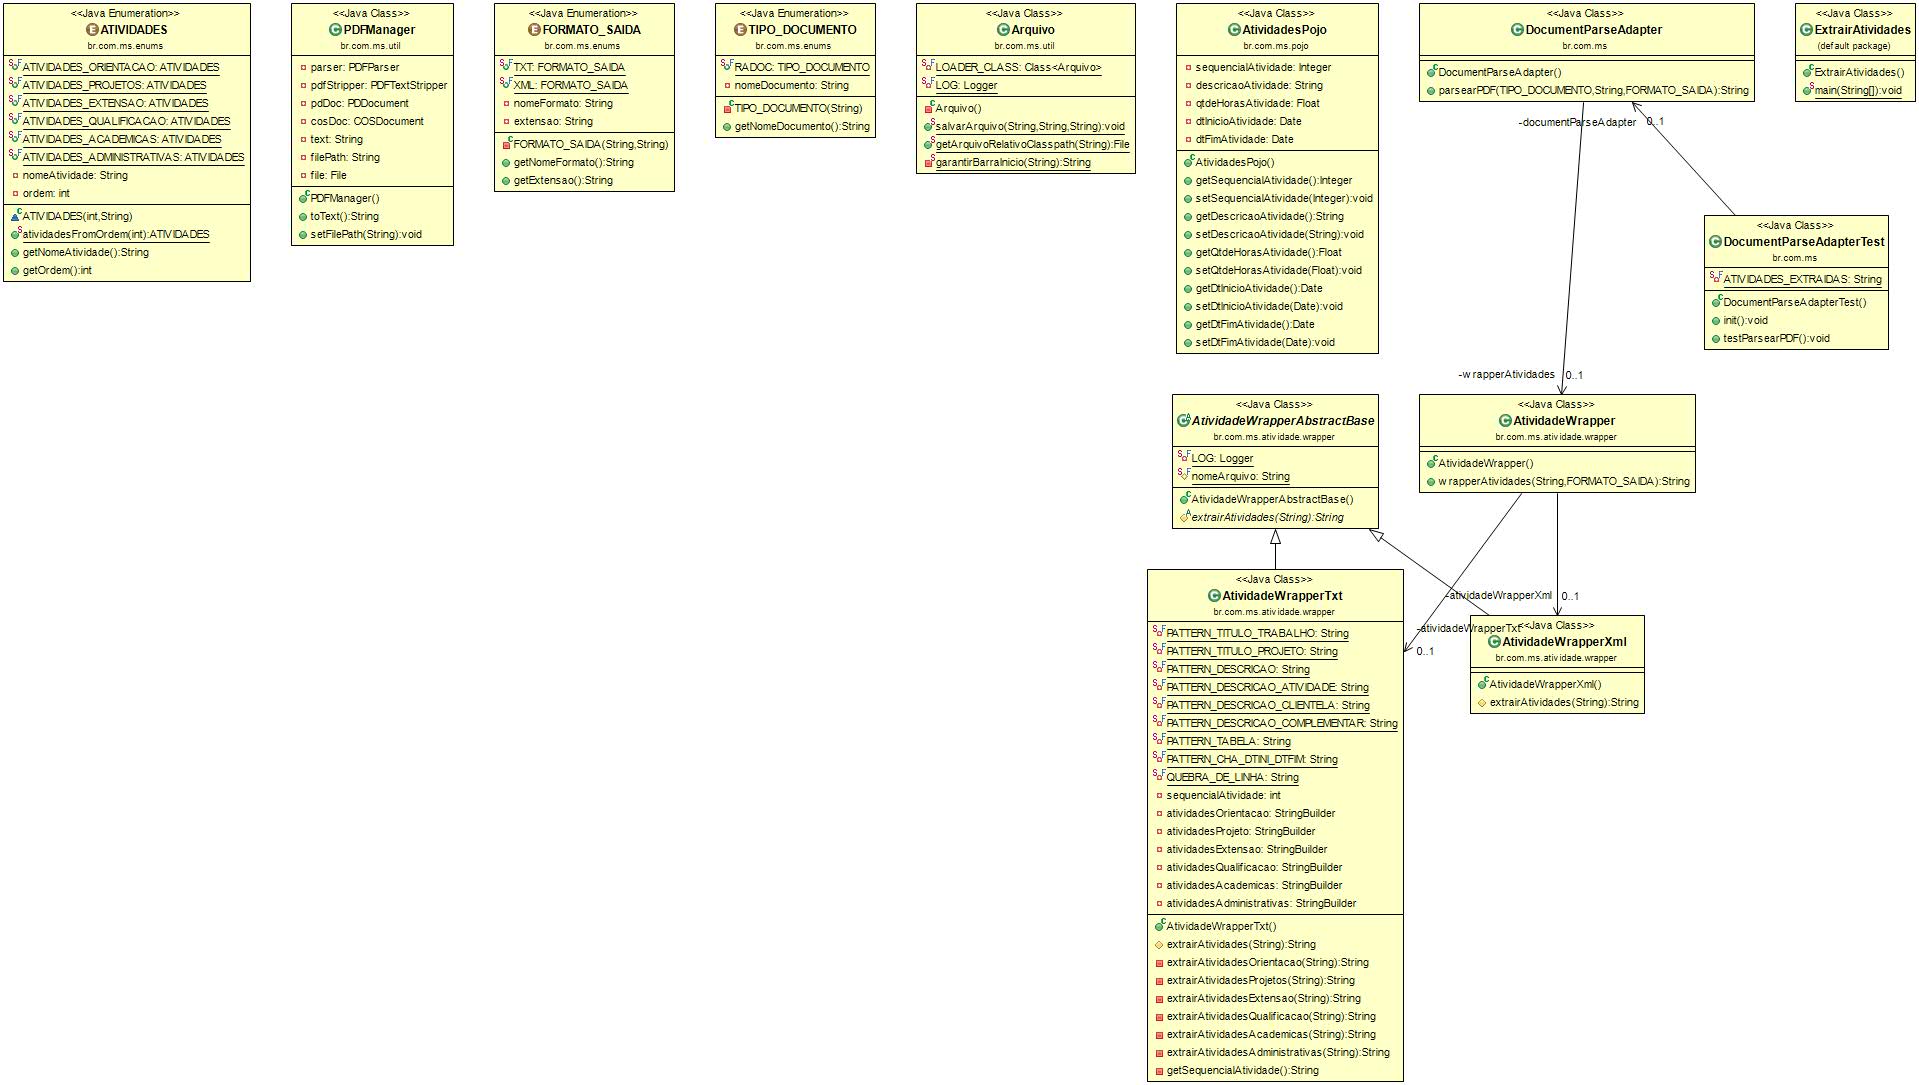 <<Java Enumeration>>
ATIVIDADES
br.com.ms.enums
ATIVIDADES_ORIENTACAO: ATIVIDADES
ATIVIDADES_PROJETOS: ATIVIDADES
ATIVIDADES_EXTENSAO: ATIVIDADES
ATIVIDADES_QUALIFICACAO: ATIVIDADES
ATIVIDADES_ACADEMICAS: ATIVIDADES
ATIVIDADES_ADMINISTRATIVAS: ATIVIDADES
nomeAtividade: String
ordem: int
ATIVIDADES(int,String)
atividadesFromOrdem(int):ATIVIDADES
getNomeAtividade():String
getOrdem():int
<<Java Class>>
PDFManager
br.com.ms.util
parser: PDFParser
pdfStripper: PDFTextStripper
pdDoc: PDDocument
cosDoc: COSDocument
text: String
filePath: String
file: File
PDFManager()
toText():String
setFilePath(String):void
<<Java Enumeration>>
FORMATO_SAIDA
br.com.ms.enums
TXT: FORMATO_SAIDA
XML: FORMATO_SAIDA
nomeFormato: String
extensao: String
FORMATO_SAIDA(String,String)
getNomeFormato():String
getExtensao():String
<<Java Enumeration>>
TIPO_DOCUMENTO
br.com.ms.enums
RADOC: TIPO_DOCUMENTO
nomeDocumento: String
TIPO_DOCUMENTO(String)
getNomeDocumento():String
<<Java Class>>
Arquivo
br.com.ms.util
LOADER_CLASS: Class<Arquivo>
LOG: Logger
Arquivo()
salvarArquivo(String,String,String):void
getArquivoRelativoClasspath(String):File
garantirBarraInicio(String):String
<<Java Class>>
AtividadesPojo
br.com.ms.pojo
sequencialAtividade: Integer
descricaoAtividade: String
qtdeHorasAtividade: Float
dtInicioAtividade: Date
dtFimAtividade: Date
AtividadesPojo()
getSequencialAtividade():Integer
setSequencialAtividade(Integer):void
getDescricaoAtividade():String
setDescricaoAtividade(String):void
getQtdeHorasAtividade():Float
setQtdeHorasAtividade(Float):void
getDtInicioAtividade():Date
setDtInicioAtividade(Date):void
getDtFimAtividade():Date
setDtFimAtividade(Date):void
<<Java Class>>
DocumentParseAdapter
br.com.ms
DocumentParseAdapter()
parsearPDF(TIPO_DOCUMENTO,String,FORMATO_SAIDA):String
<<Java Class>>
ExtrairAtividades
(default package)
ExtrairAtividades()
main(String[]):void
-documentParseAdapter
0..1
<<Java Class>>
DocumentParseAdapterTest
br.com.ms
ATIVIDADES_EXTRAIDAS: String
DocumentParseAdapterTest()
init():void
testParsearPDF():void
-wrapperAtividades
0..1
<<Java Class>>
AtividadeWrapperAbstractBase
br.com.ms.atividade.wrapper
LOG: Logger
nomeArquivo: String
AtividadeWrapperAbstractBase()
extrairAtividades(String):String
<<Java Class>>
AtividadeWrapper
br.com.ms.atividade.wrapper
AtividadeWrapper()
wrapperAtividades(String,FORMATO_SAIDA):String
-atividadeWrapperXml
0..1
-atividadeWrapperTxt
0..1
<<Java Class>>
AtividadeWrapperTxt
br.com.ms.atividade.wrapper
PATTERN_TITULO_TRABALHO: String
PATTERN_TITULO_PROJETO: String
PATTERN_DESCRICAO: String
PATTERN_DESCRICAO_ATIVIDADE: String
PATTERN_DESCRICAO_CLIENTELA: String
PATTERN_DESCRICAO_COMPLEMENTAR: String
PATTERN_TABELA: String
PATTERN_CHA_DTINI_DTFIM: String
QUEBRA_DE_LINHA: String
sequencialAtividade: int
atividadesOrientacao: StringBuilder
atividadesProjeto: StringBuilder
atividadesExtensao: StringBuilder
atividadesQualificacao: StringBuilder
atividadesAcademicas: StringBuilder
atividadesAdministrativas: StringBuilder
AtividadeWrapperTxt()
extrairAtividades(String):String
extrairAtividadesOrientacao(String):String
extrairAtividadesProjetos(String):String
extrairAtividadesExtensao(String):String
extrairAtividadesQualificacao(String):String
extrairAtividadesAcademicas(String):String
extrairAtividadesAdministrativas(String):String
getSequencialAtividade():String
<<Java Class>>
AtividadeWrapperXml
br.com.ms.atividade.wrapper
AtividadeWrapperXml()
extrairAtividades(String):String